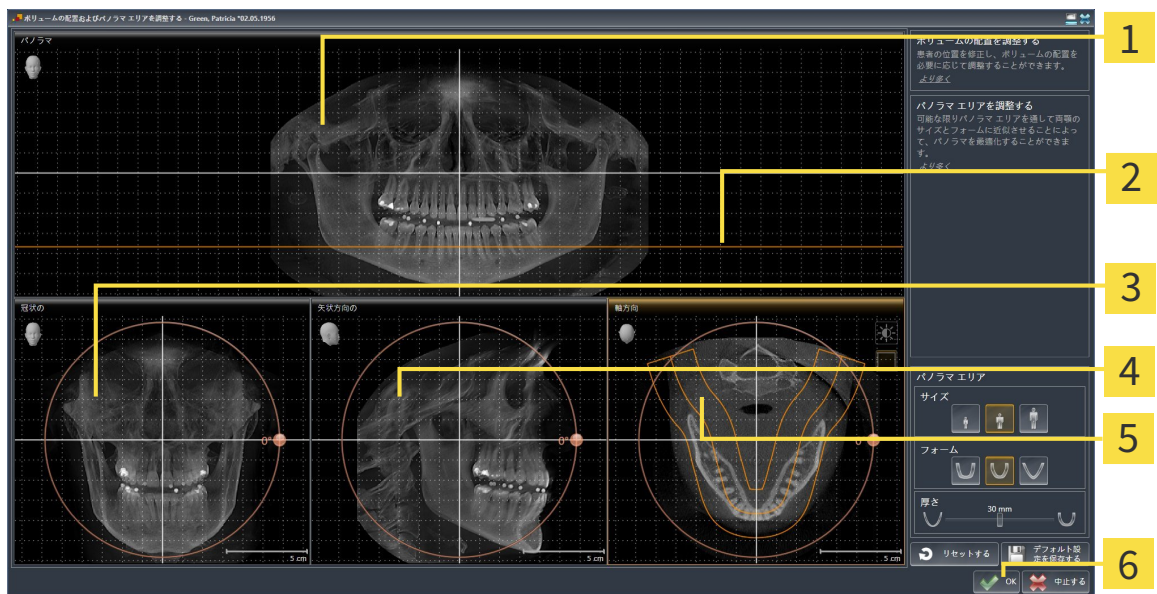 ボリュームの配置およびパノラマ エリアを調整する - Green, Patricia *02.05.1956
パノラマ
ボリュームの配置を調整する
患者の位置を修正し、ボリュームの配置を
必要に応じて調整することができます。
より多く
パノラマ エリアを調整する
可能な限りパノラマ エリアを通して両顎の
サイズとフォームに近似させることによっ
て、パノラマを最適化することができま
す。
より多く
冠状の
0°
5 cm
矢状方向の
0°
5 cm
軸方向
0
5 cm
パノラマ エリア
サイズ
フォーム
厚さ
30 mm
リセットする
デフォルト設
定を保存する
OK
中止する
1
2
3
4
5
6